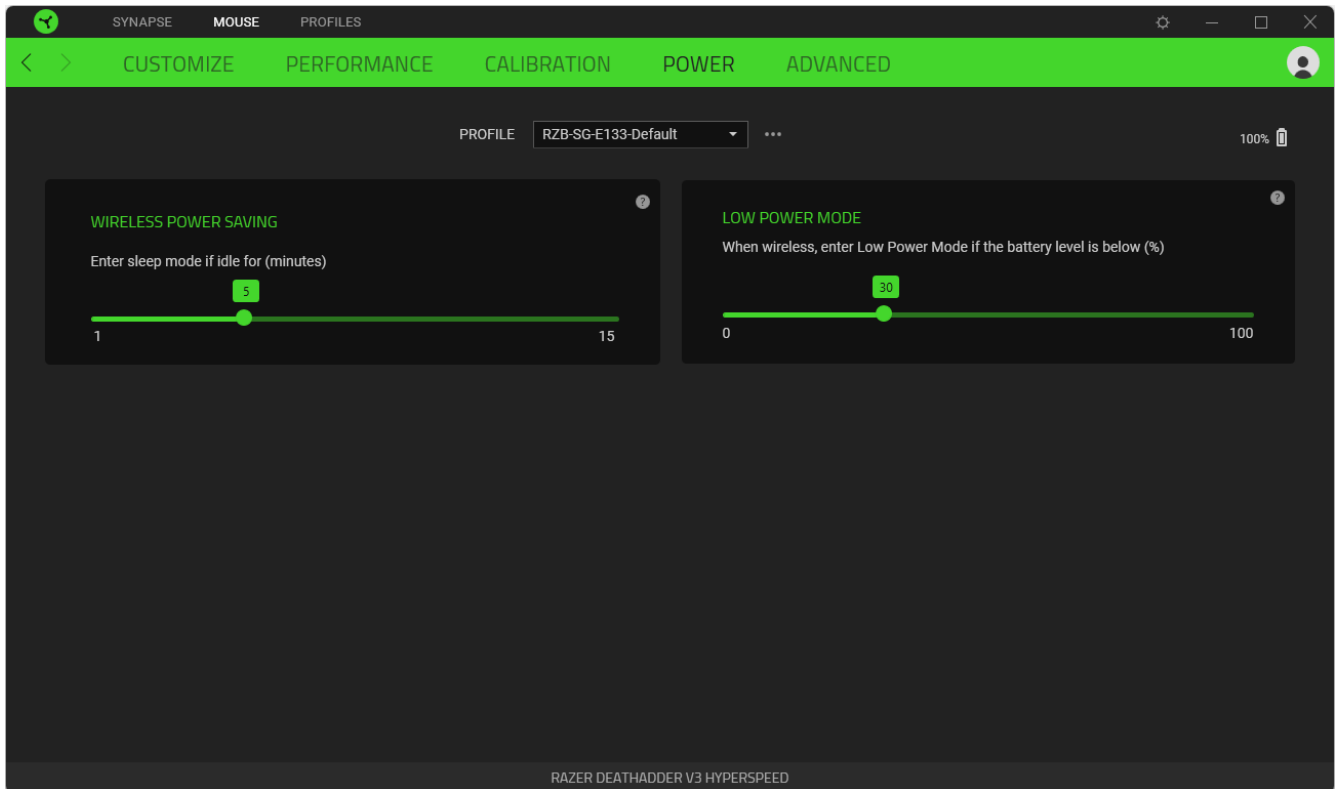 SYNAPSE MOUSE PROFILES
CUSTOMIZE PERFORMANCE CALIBRATION POWER ADVANCED
PROFILE RZB-SG-E133-Default
100%
WIRELESS POWER SAVING
Enter sleep mode if idle for (minutes)
5
1 15
LOW POWER MODE
When wireless, enter Low Power Mode if the battery level is below (%)
30
0 100
RAZER DEATHADDER V3 HYPERSPEED